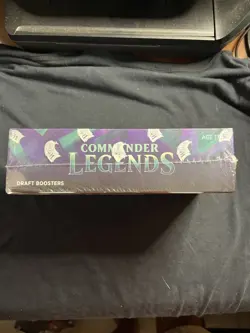 COMMANDER
LEGENDS
DRAFT BOOSTERS